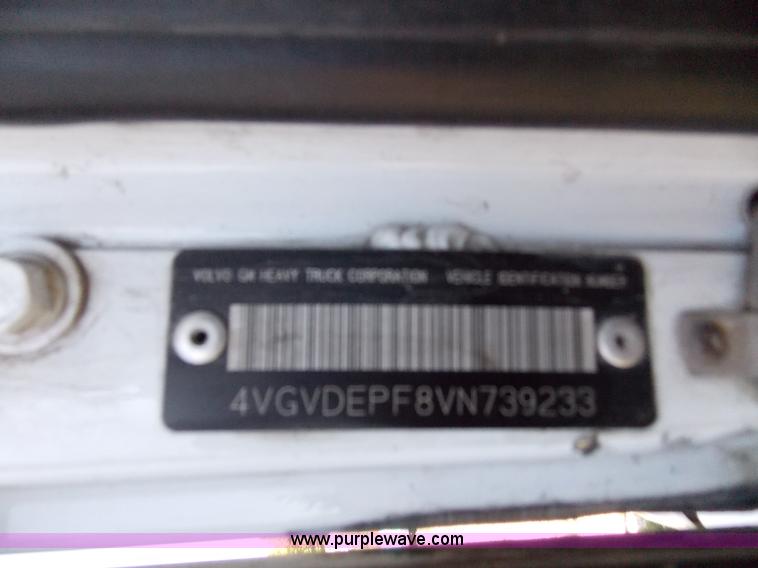 VOLVO GM HEAVY TRUCK CORPORATION VEHICLE IDENTIFICATION NUMBER
4VGVDEPF8VN739233
www.purplewave.com